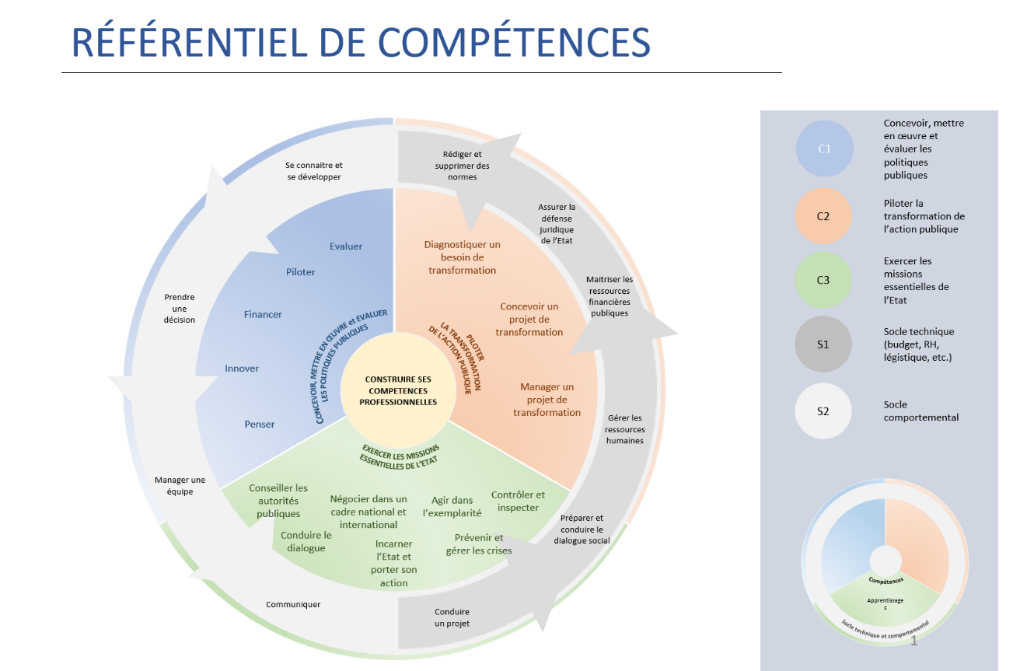 RÉFÉRENTIEL DE COMPÉTENCES
Se connaitre et
se développer
Rédiger et
supprimer des
normes
Assurer la
défense
juridique
de l'Etat
Maitriser les
ressources
financières
publiques
Gérer les
ressources
humaines
Préparer et
conduire le
dialogue social
Conduire
un projet
Communiquer
Manager une
équipe
Prendre
une
décision
Evaluer
Piloter
Financer
Innover
Penser
CONCEVOIR, METTRE EN ŒUVRE et EVALUER
LES POLITIQUES PUBLIQUES
Diagnostiquer un
besoin de
transformation
Concevoir un
projet de
transformation
Manager un
projet de
transformation
PILOTER
LA TRANSFORMATION
DE L'ACTION PUBLIQUE
CONSTRUIRE SES
COMPETENCES
PROFESSIONNELLES
EXERCER LES MISSIONS
ESSENTIELLES DE L'ETAT
Conseiller les
autorités
publiques
Négocier dans un
cadre national et
international
Agir dans
l'exemplarité
Contrôler et
inspecter
Conduire le
dialogue
Incarner
l'Etat et
porter son
action
Prévenir et
gérer les crises
C1
Concevoir, mettre
en œuvre et
évaluer les
politiques
publiques
C2
Piloter la
transformation de
l'action publique
C3
Exercer les
missions
essentielles de
l'Etat
S1
Socle technique
(budget, RH,
légistique, etc.)
S2
Socle
comportemental
Compétences
Apprentissage
s
Socle technique et comportemental
1